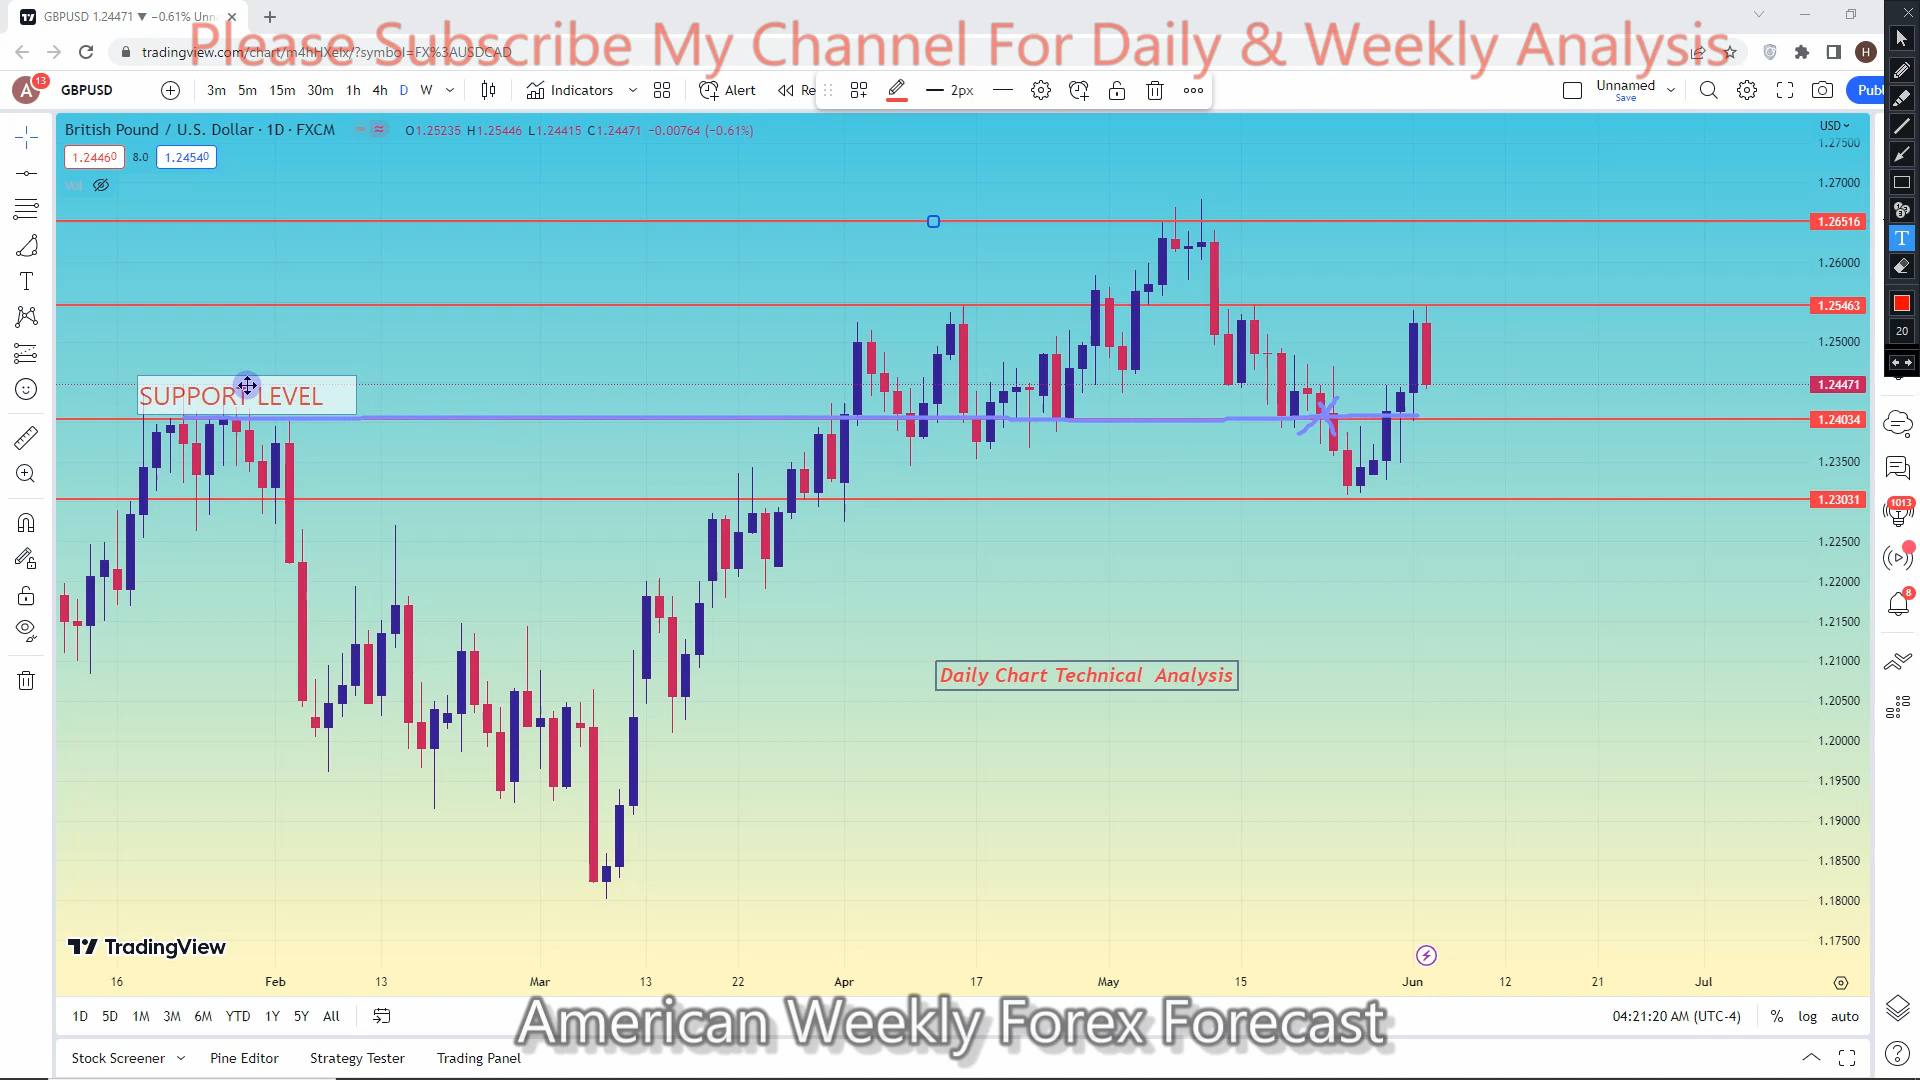 GBPUSD 1.24471 ▼ −0.61% Unn
Please Subscribe My Channel For Daily & Weekly Analysis
tradingview.com/chart/m4hHXelx/?symbol=FX%3AUSDCAD
H
A 13 GBPUSD 3m 5m 15m 30m 1h 4h D W Indicators Alert Re 2px Unnamed Save Publ
British Pound / U.S. Dollar · 1D · FXCM O1.25235 H1.25446 L1.24415 C1.24471 −0.00764 (−0.61%)
USD
1.24460 8.0 1.24540
Vol
1.27500
1.27000
1.26516
1.26000
1.25463
1.25000
1.24471
1.24034
1.23500
1.23031
1.22500
1.22000
1.21500
1.21000
1.20500
1.20000
1.19500
1.19000
1.18500
1.18000
1.17500
SUPPORT LEVEL
Daily Chart Technical Analysis
T
20
1013
8
TradingView
16 Feb 13 Mar 13 22 Apr 17 May 15 Jun 12 21 Jul
1D 5D 1M 3M 6M YTD 1Y 5Y All 04:21:20 AM (UTC-4) % log auto
American Weekly Forex Forecast
Stock Screener Pine Editor Strategy Tester Trading Panel